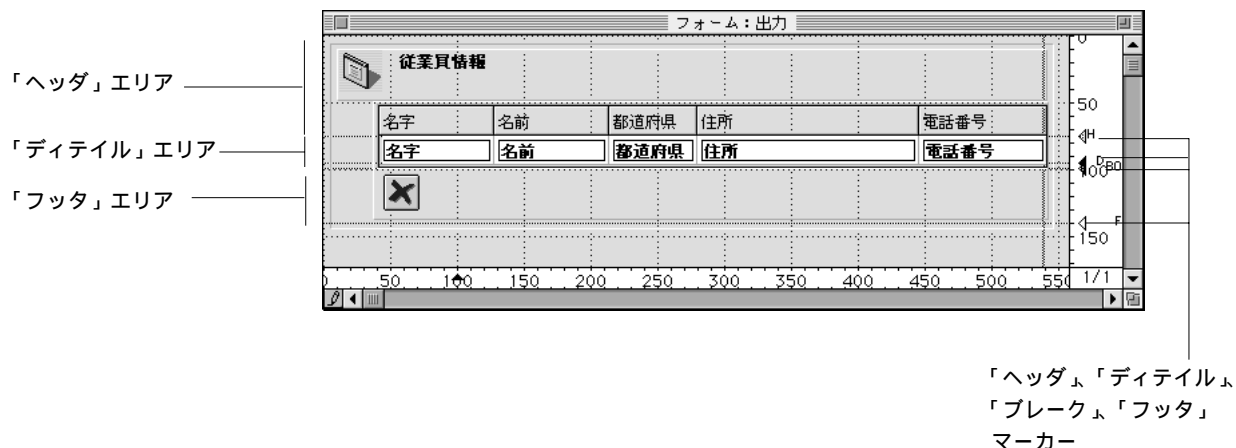 フォーム：出力
「ヘッダ」エリア
従業員情報
名字 名前 都道府県 住所 電話番号
「ディテイル」エリア
名字 名前 都道府県 住所 電話番号
「フッタ」エリア
0
50
H
D
100
B0
F
150
50 100 150 200 250 300 350 400 450 500 550 1/1
「ヘッダ」、「ディテイル」、
「ブレーク」、「フッタ」
マーカー